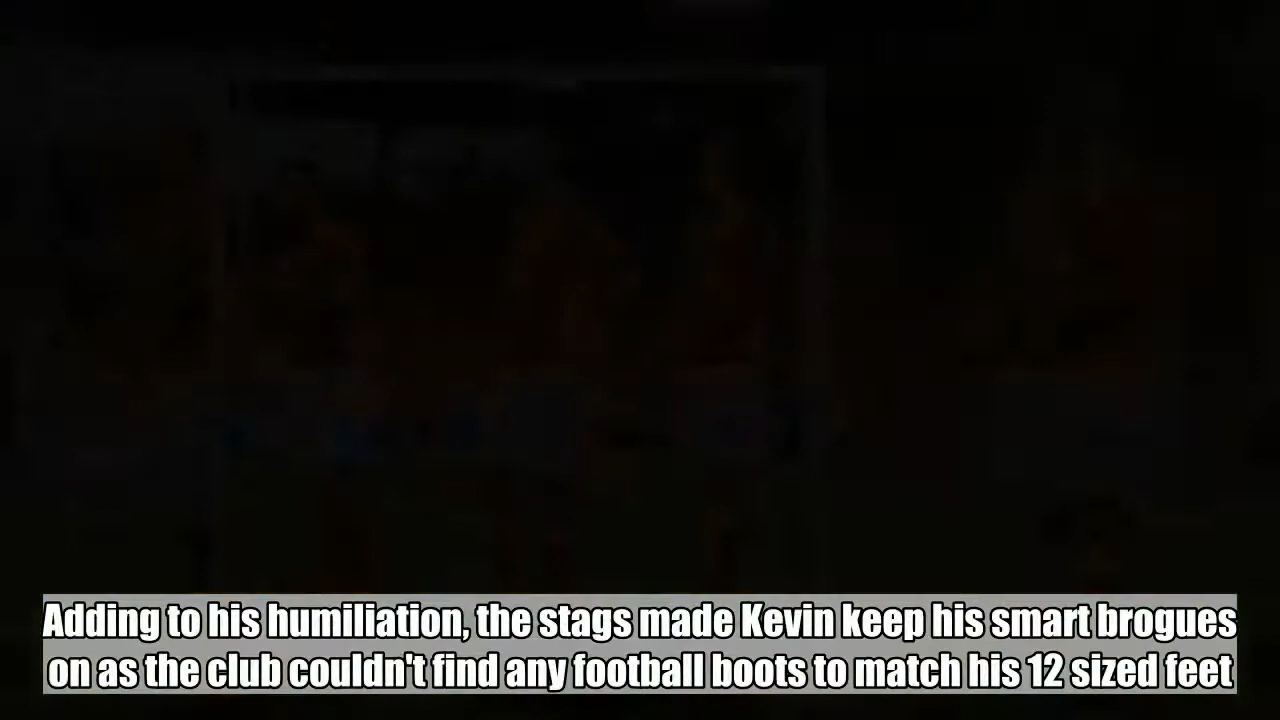 Adding to his humiliation, the stags made Kevin keep his smart brogues
on as the club couldn't find any football boots to match his 12 sized feet